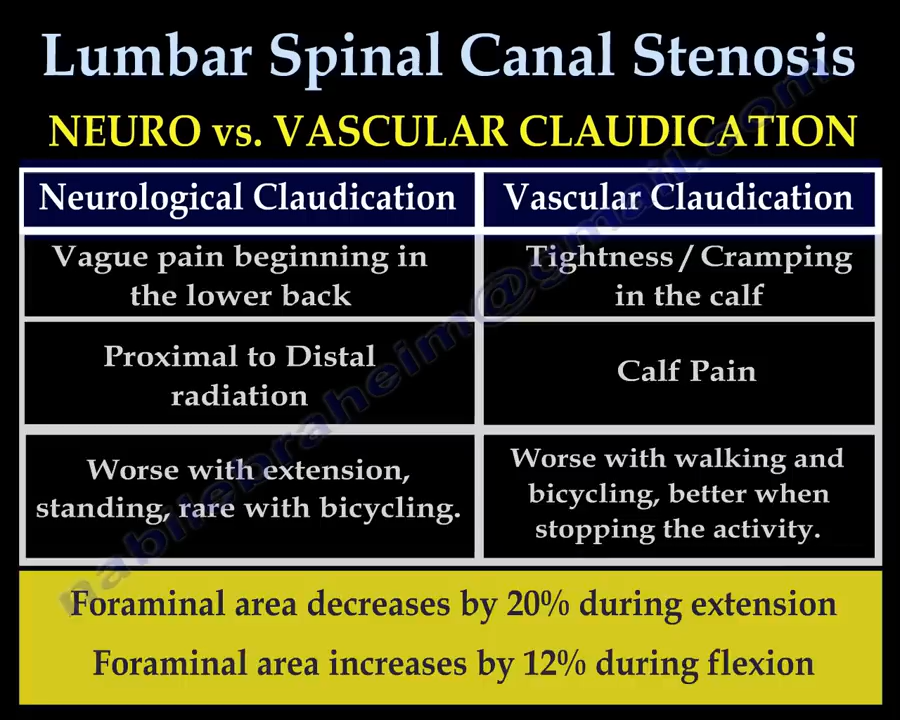 Lumbar Spinal Canal Stenosis
NEURO vs. VASCULAR CLAUDICATION
Neurological Claudication
Vascular Claudication
Vague pain beginning in
the lower back
Tightness / Cramping
in the calf
Proximal to Distal
radiation
Calf Pain
Worse with extension,
standing, rare with bicycling.
Worse with walking and
bicycling, better when
stopping the activity.
Foraminal area decreases by 20% during extension
Foraminal area increases by 12% during flexion
nabilebraheim@gmail.com